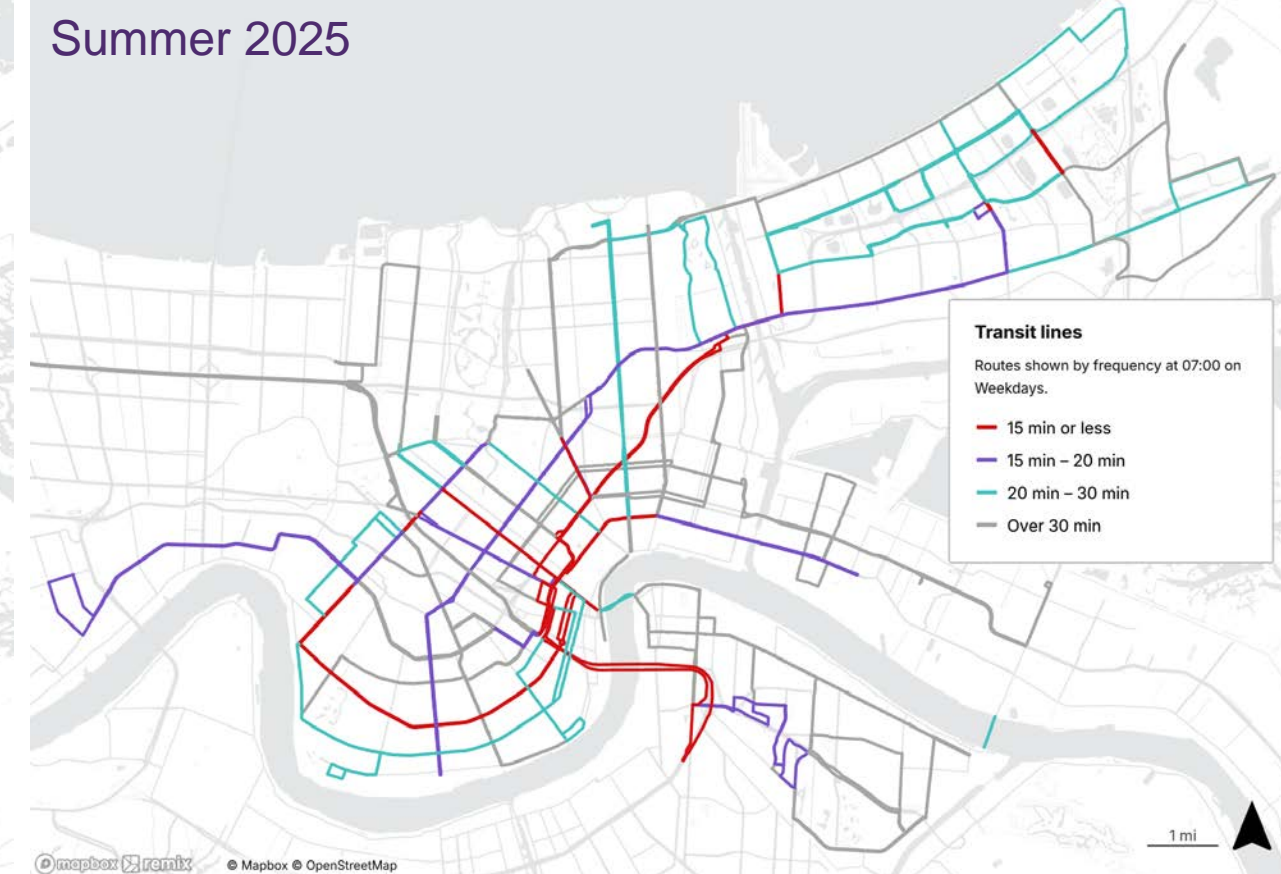 Summer 2025
Transit lines
Routes shown by frequency at 07:00 on
Weekdays.
15 min or less
15 min – 20 min
20 min – 30 min
Over 30 min
1 mi
mapbox remix © Mapbox © OpenStreetMap